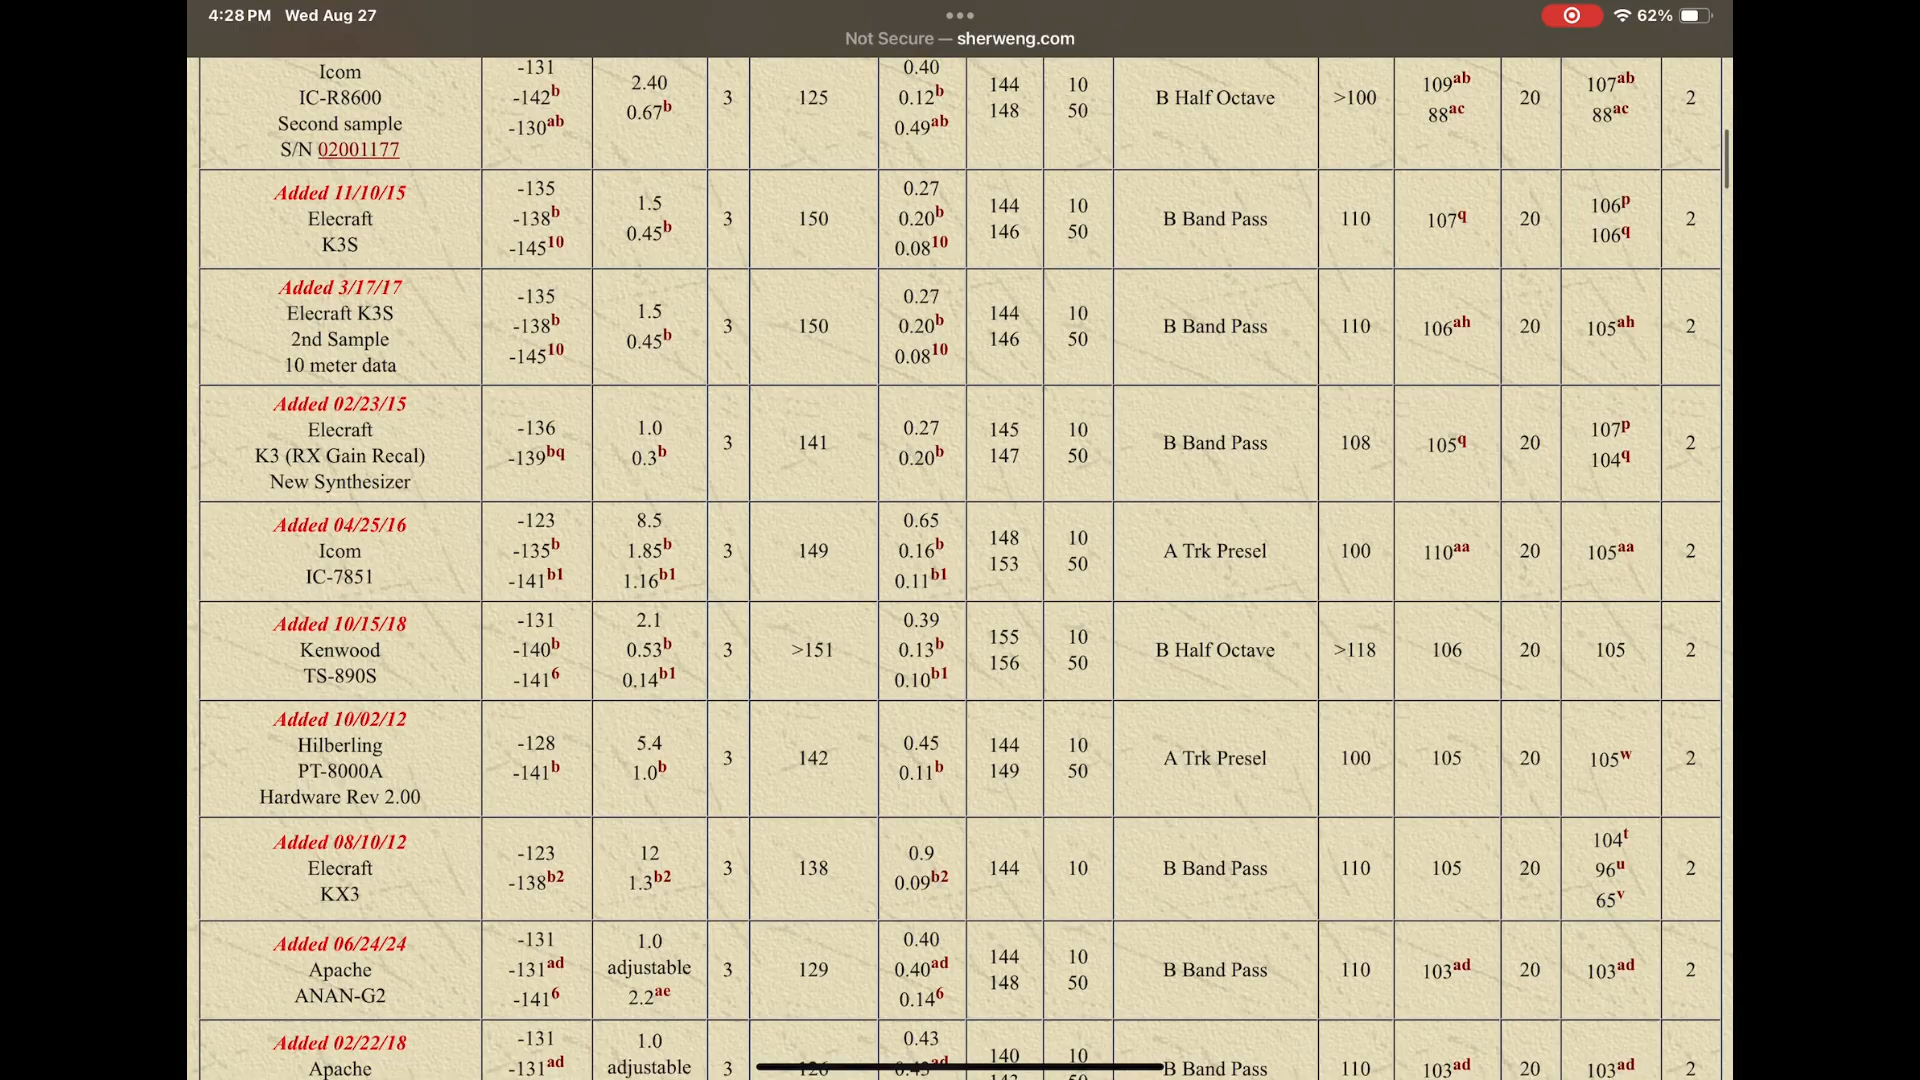 4:28 PM Wed Aug 27
62%
Not Secure — sherweng.com
Icom
IC-R8600
Second sample
S/N 02001177
-131
-142b
-130ab
2.40
0.67b
3
125
0.40
0.12b
0.49ab
144
148
10
50
B Half Octave
>100
109ab
88ac
20
107ab
88ac
2
Added 11/10/15
Elecraft
K3S
-135
-138b
-14510
1.5
0.45b
3
150
0.27
0.20b
0.0810
144
146
10
50
B Band Pass
110
107q
20
106p
106q
2
Added 3/17/17
Elecraft K3S
2nd Sample
10 meter data
-135
-138b
-14510
1.5
0.45b
3
150
0.27
0.20b
0.0810
144
146
10
50
B Band Pass
110
106ah
20
105ah
2
Added 02/23/15
Elecraft
K3 (RX Gain Recal)
New Synthesizer
-136
-139bq
1.0
0.3b
3
141
0.27
0.20b
145
147
10
50
B Band Pass
108
105q
20
107p
104q
2
Added 04/25/16
Icom
IC-7851
-123
-135b
-141b1
8.5
1.85b
1.16b1
3
149
0.65
0.16b
0.11b1
148
153
10
50
A Trk Presel
100
110aa
20
105aa
2
Added 10/15/18
Kenwood
TS-890S
-131
-140b
-1416
2.1
0.53b
0.14b1
3
>151
0.39
0.13b
0.10b1
155
156
10
50
B Half Octave
>118
106
20
105
2
Added 10/02/12
Hilberling
PT-8000A
Hardware Rev 2.00
-128
-141b
5.4
1.0b
3
142
0.45
0.11b
144
149
10
50
A Trk Presel
100
105
20
105w
2
Added 08/10/12
Elecraft
KX3
-123
-138b2
12
1.3b2
3
138
0.9
0.09b2
144
10
B Band Pass
110
105
20
104t
96u
65v
2
Added 06/24/24
Apache
ANAN-G2
-131
-131ad
-1416
1.0
adjustable
2.2ae
3
129
0.40
0.40ad
0.146
144
148
10
50
B Band Pass
110
103ad
20
103ad
2
Added 02/22/18
Apache
-131
-131ad
1.0
adjustable
3
0.43
140
10
B Band Pass
110
103ad
20
103ad
2